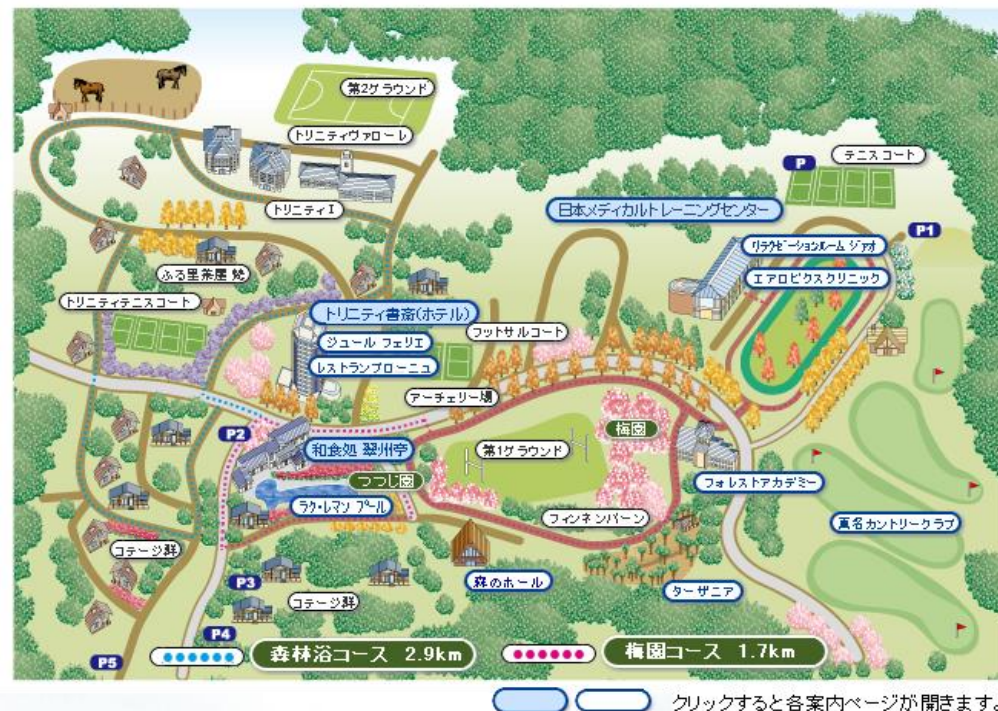 第2グラウンド
トリニティヴァローレ
P
テニスコート
トリニティI
日本メディカルトレーニングセンター
P1
リラクゼーションルーム ジァオ
エアロビクスクリニック
ふる里茶屋
トリニティテニスコート
トリニティ書斎(ホテル)
ジュール フェリエ
レストランブローニュ
フットサルコート
アーチェリー場
P2
和食処 翠州亭
つつじ園
ラク・レマン プール
第1グラウンド
梅園
フォレストアカデミー
フィンネンバーン
真名カントリークラブ
コテージ群
P3
コテージ群
森のホール
ターザニア
P4
P5
森林浴コース 2.9km
梅園コース 1.7km
クリックすると各案内ページが開きます。